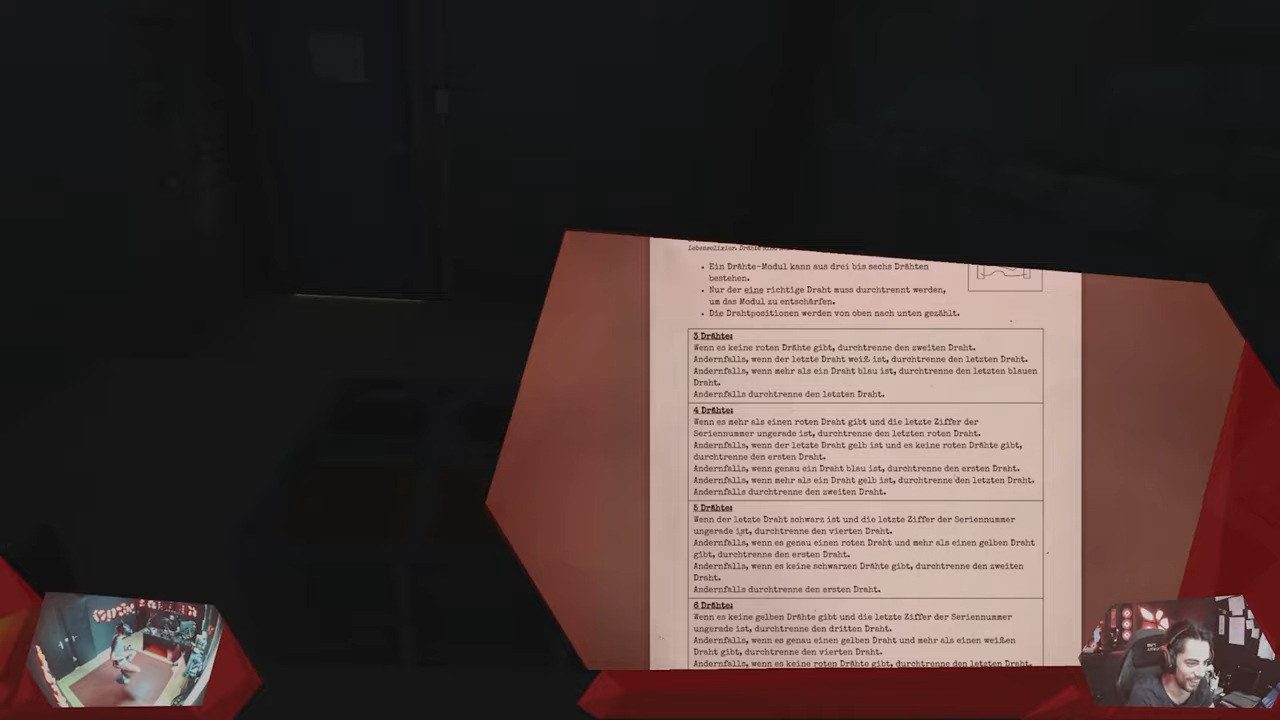 Lebenselixier. Drähte sind
• Ein Drähte-Modul kann aus drei bis sechs Drähten
bestehen.
• Nur der eine richtige Draht muss durchtrennt werden,
um das Modul zu entschärfen.
• Die Drahtpositionen werden von oben nach unten gezählt.
3 Drähte:
Wenn es keine roten Drähte gibt, durchtrenne den zweiten Draht.
Andernfalls, wenn der letzte Draht weiß ist, durchtrenne den letzten Draht.
Andernfalls, wenn mehr als ein Draht blau ist, durchtrenne den letzten blauen
Draht.
Andernfalls durchtrenne den letzten Draht.
4 Drähte:
Wenn es mehr als einen roten Draht gibt und die letzte Ziffer der
Seriennummer ungerade ist, durchtrenne den letzten roten Draht.
Andernfalls, wenn der letzte Draht gelb ist und es keine roten Drähte gibt,
durchtrenne den ersten Draht.
Andernfalls, wenn genau ein Draht blau ist, durchtrenne den ersten Draht.
Andernfalls, wenn mehr als ein Draht gelb ist, durchtrenne den letzten Draht.
Andernfalls durchtrenne den zweiten Draht.
5 Drähte:
Wenn der letzte Draht schwarz ist und die letzte Ziffer der Seriennummer
ungerade ist, durchtrenne den vierten Draht.
Andernfalls, wenn es genau einen roten Draht und mehr als einen gelben Draht
gibt, durchtrenne den ersten Draht.
Andernfalls, wenn es keine schwarzen Drähte gibt, durchtrenne den zweiten
Draht.
Andernfalls durchtrenne den ersten Draht.
6 Drähte:
Wenn es keine gelben Drähte gibt und die letzte Ziffer der Seriennummer
ungerade ist, durchtrenne den dritten Draht.
Andernfalls, wenn es genau einen gelben Draht und mehr als einen weißen
Draht gibt, durchtrenne den vierten Draht.
Andernfalls, wenn es keine roten Drähte gibt, durchtrenne den letzten Draht.